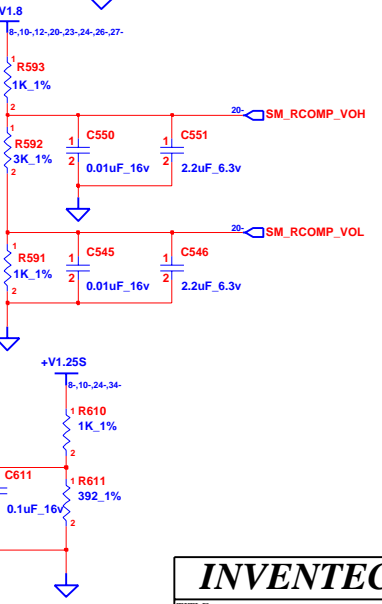 V1.8
8-,10-,12-,20-,23-,24-,26-,27-
1
R593
1K_1%
2
20-
SM_RCOMP_VOH
1
R592
3K_1%
2
1
C550
2
0.01uF_16v
1
C551
2
2.2uF_6.3v
20-
SM_RCOMP_VOL
1
R591
1K_1%
2
1
C545
2
0.01uF_16v
1
C546
2
2.2uF_6.3v
+V1.25S
8-,10-,24-,34-
1
R610
1K_1%
2
C611
0.1uF_16v
1
R611
392_1%
2
INVENTEC